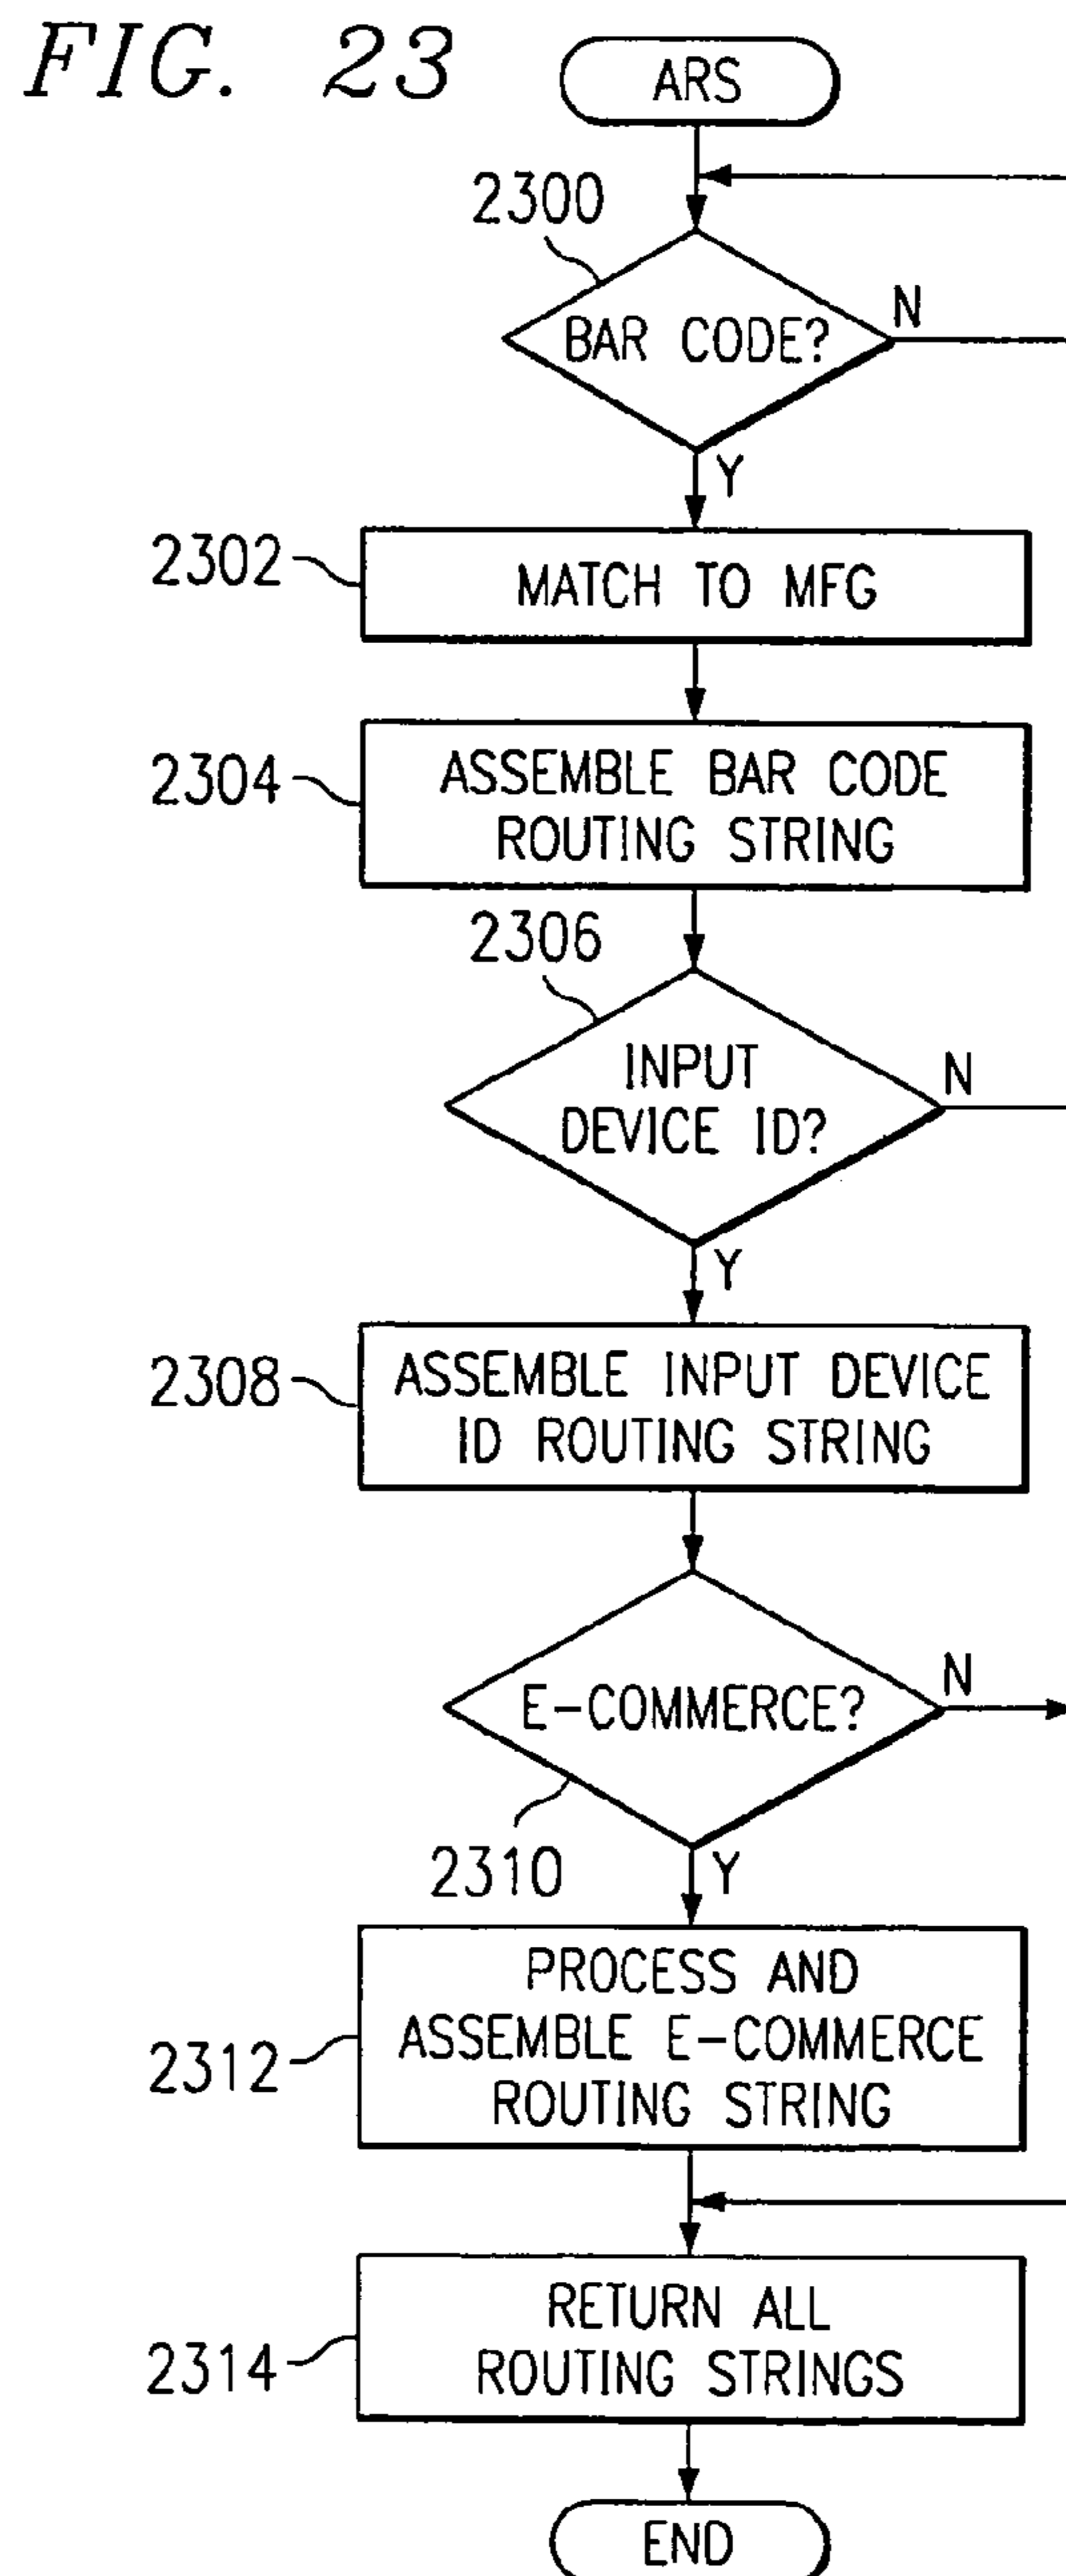 FIG. 23
ARS
2300
BAR CODE?
N
Y
2302
MATCH TO MFG
2304
ASSEMBLE BAR CODE
ROUTING STRING
2306
INPUT
DEVICE ID?
N
Y
2308
ASSEMBLE INPUT DEVICE
ID ROUTING STRING
E-COMMERCE?
N
2310
Y
2312
PROCESS AND
ASSEMBLE E-COMMERCE
ROUTING STRING
2314
RETURN ALL
ROUTING STRINGS
END